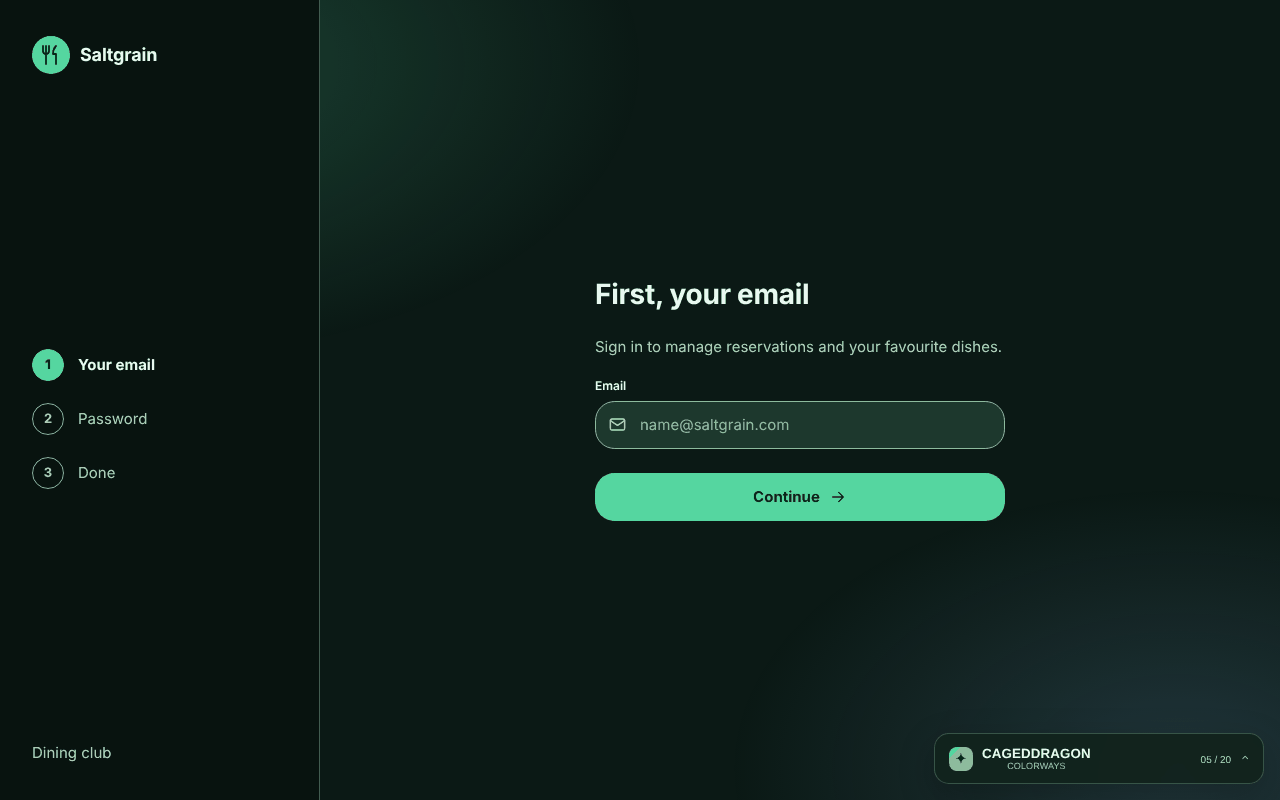 Saltgrain
1 Your email
2 Password
3 Done
Dining club
First, your email
Sign in to manage reservations and your favourite dishes.
Email
name@saltgrain.com
Continue
CAGEDDRAGON
COLORWAYS
05 / 20